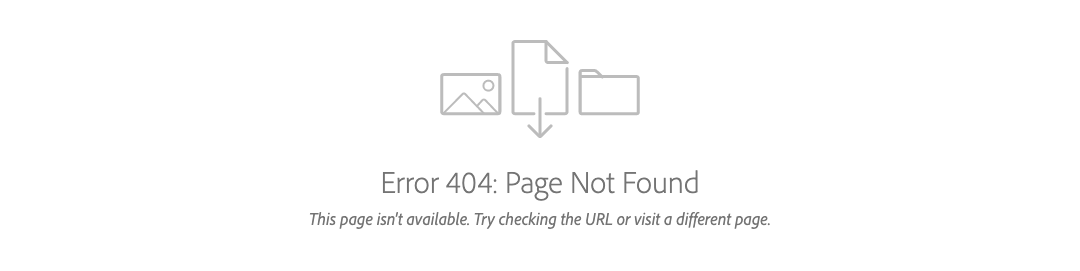 Error 404: Page Not Found
This page isn't available. Try checking the URL or visit a different page.